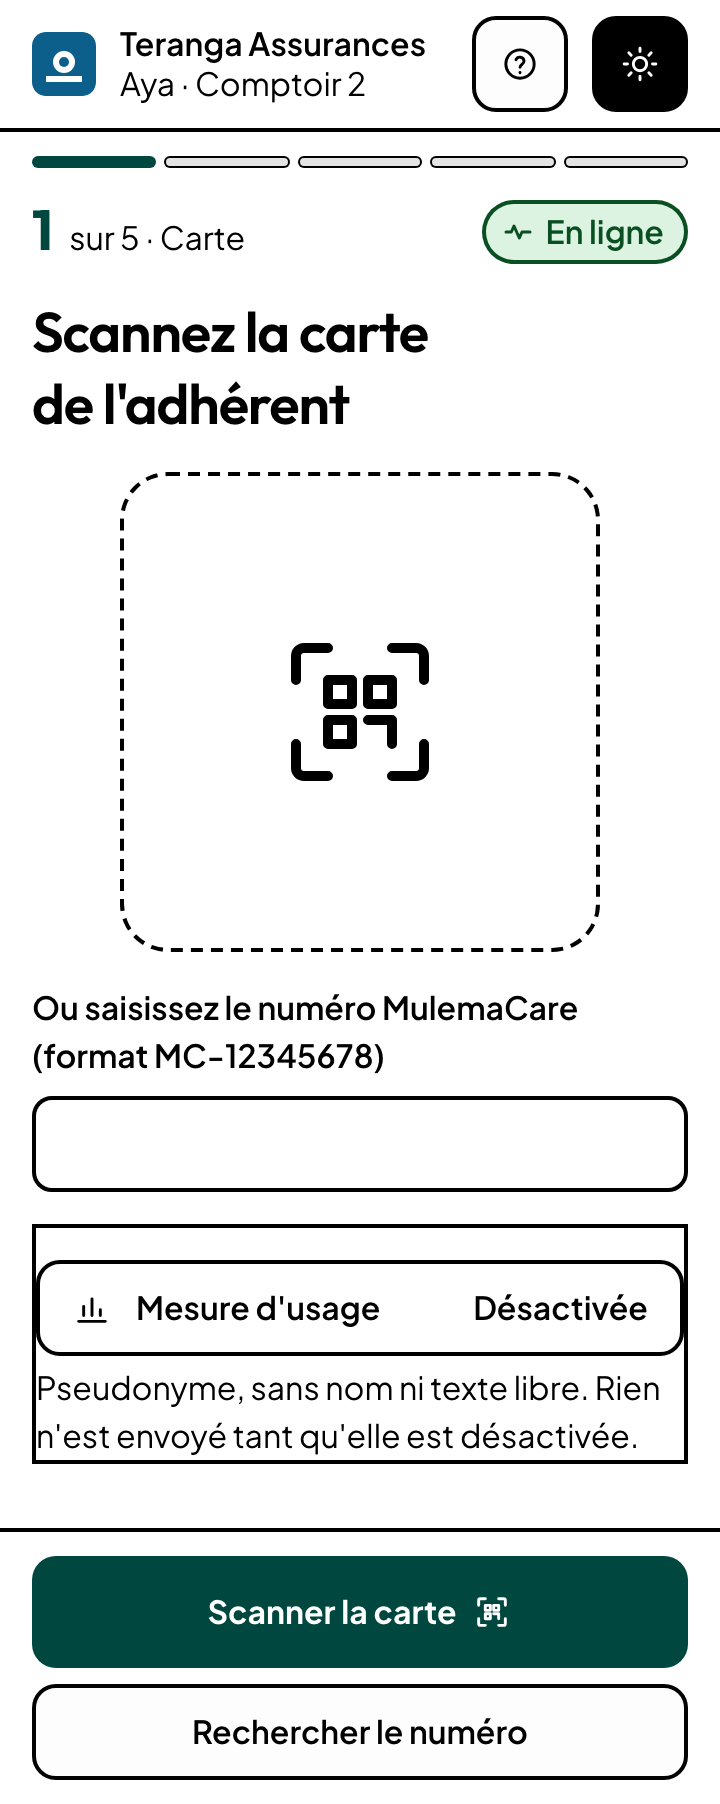 Teranga Assurances
Aya · Comptoir 2
1 sur 5 · Carte
En ligne
Scannez la carte
de l'adhérent
Ou saisissez le numéro MulemaCare
(format MC-12345678)
Mesure d'usage
Désactivée
Pseudonyme, sans nom ni texte libre. Rien
n'est envoyé tant qu'elle est désactivée.
Scanner la carte
Rechercher le numéro